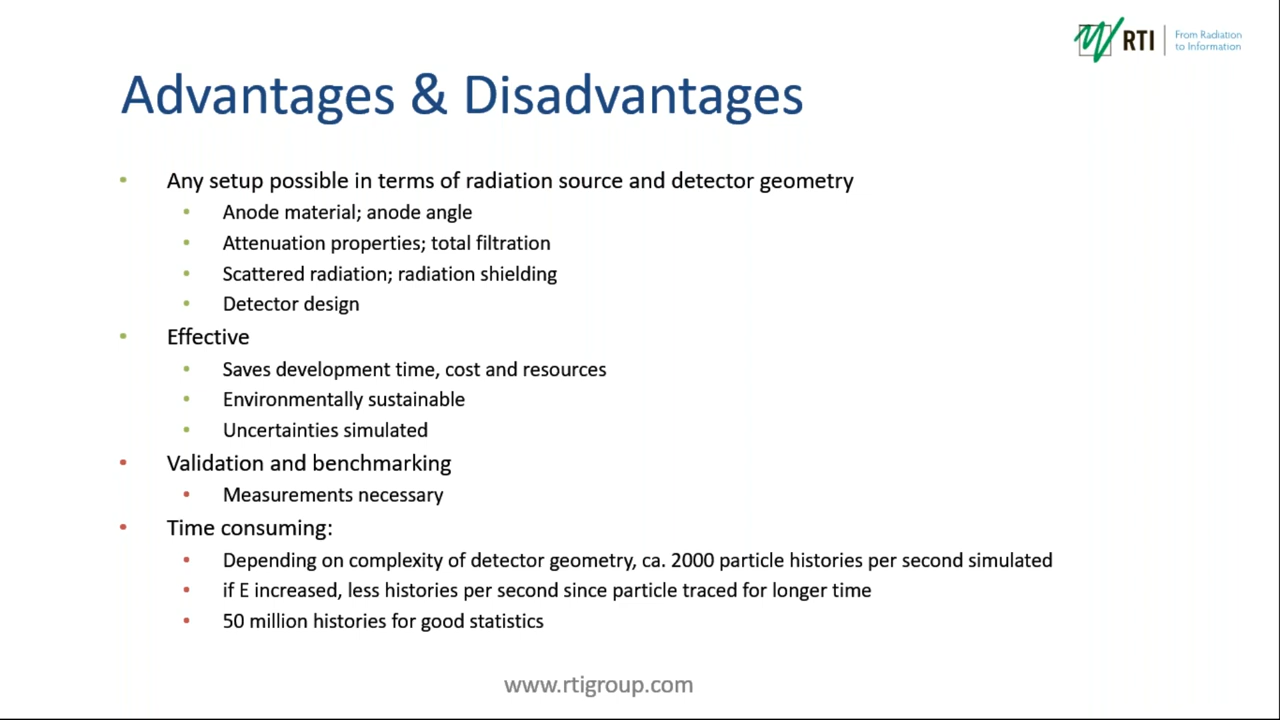 RTI
From Radiation
to Information
Advantages & Disadvantages
• Any setup possible in terms of radiation source and detector geometry
• Anode material; anode angle
• Attenuation properties; total filtration
• Scattered radiation; radiation shielding
• Detector design
• Effective
• Saves development time, cost and resources
• Environmentally sustainable
• Uncertainties simulated
• Validation and benchmarking
• Measurements necessary
• Time consuming:
• Depending on complexity of detector geometry, ca. 2000 particle histories per second simulated
• if E increased, less histories per second since particle traced for longer time
• 50 million histories for good statistics
www.rtigroup.com